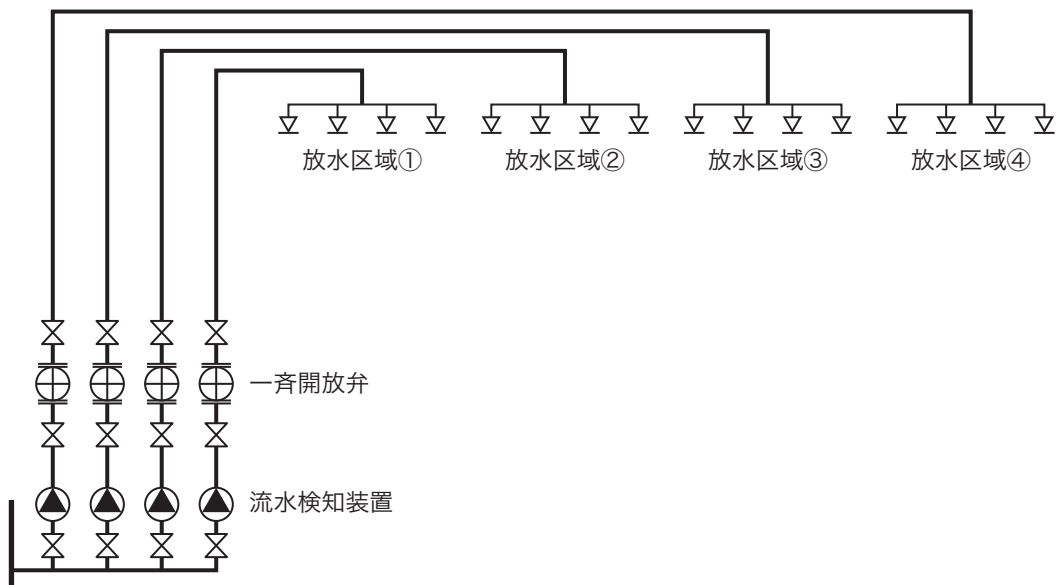 放水区域①
放水区域②
放水区域③
放水区域④
一斉開放弁
流水検知装置